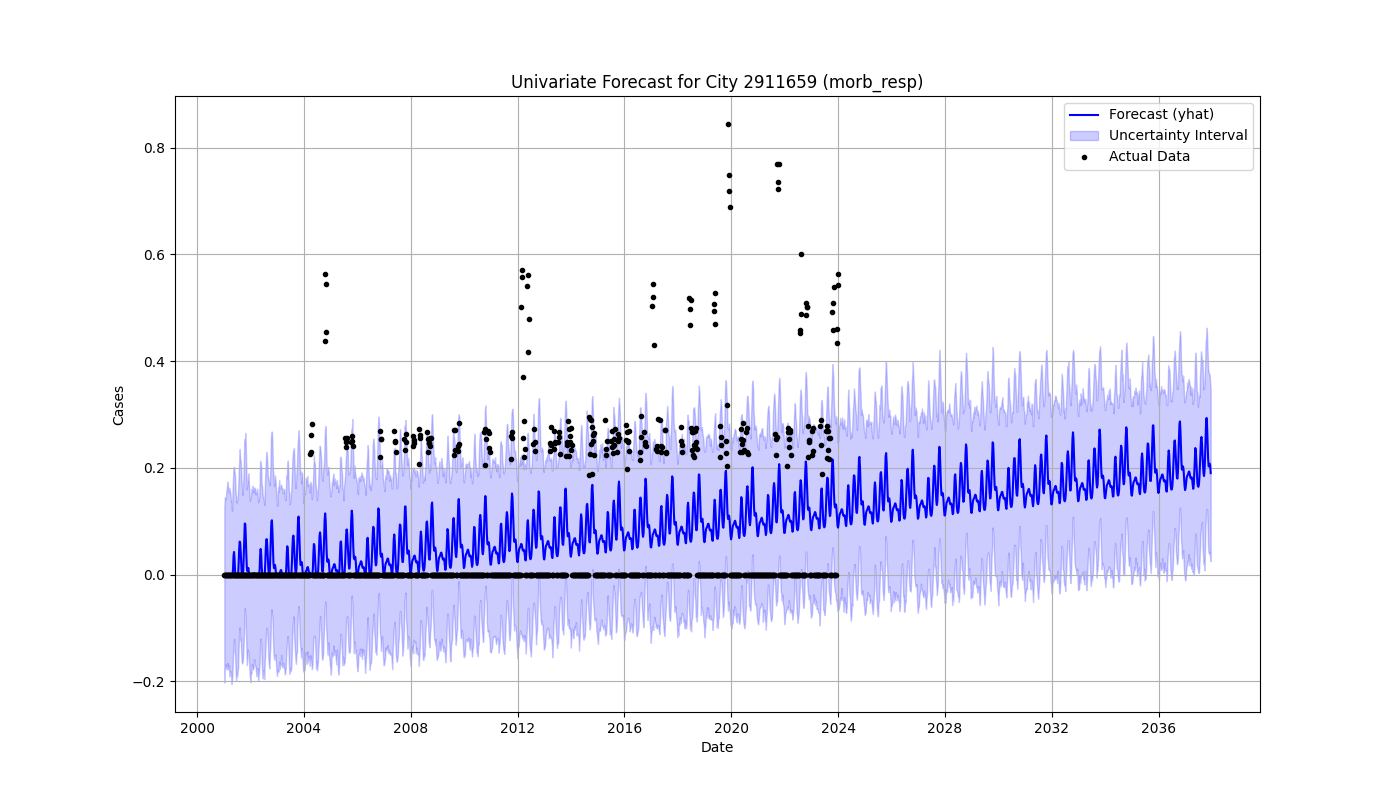 Univariate Forecast for City 2911659 (morb_resp)
Forecast (yhat)
Uncertainty Interval
Actual Data
Cases
0.8
0.6
0.4
0.2
0.0
−0.2
2000 2004 2008 2012 2016 2020 2024 2028 2032 2036
Date